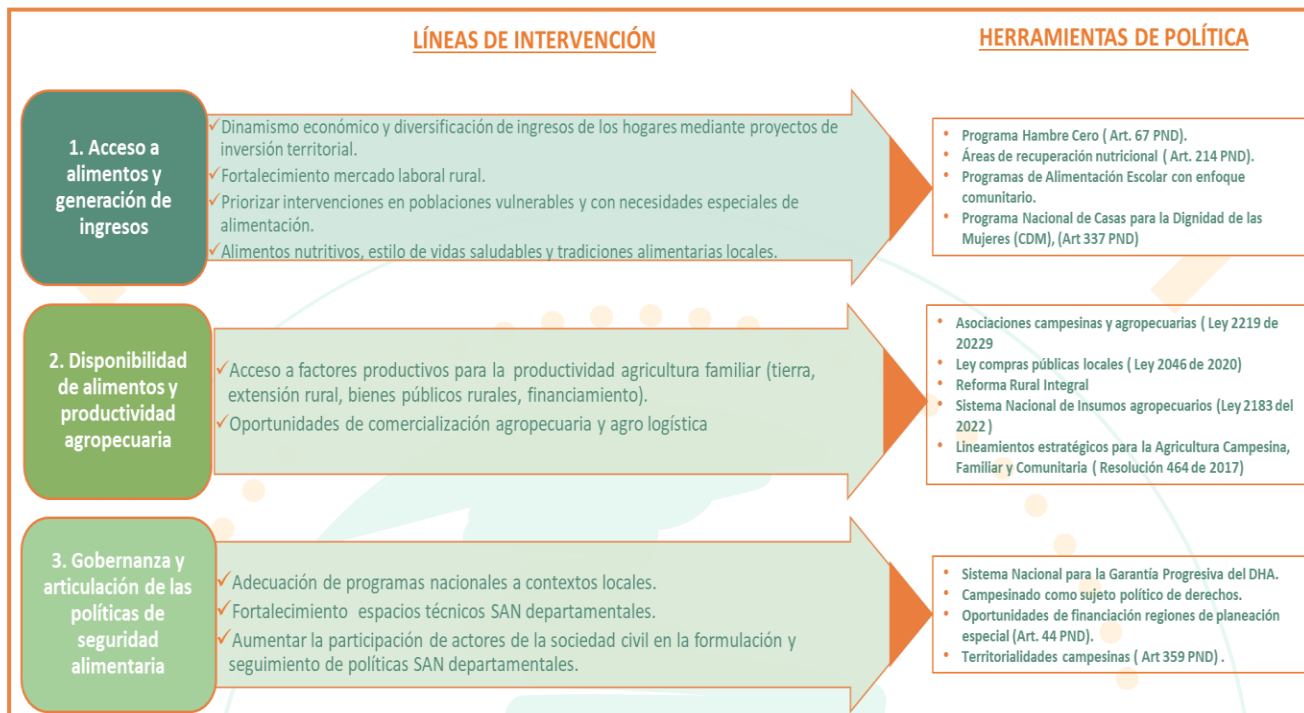 LÍNEAS DE INTERVENCIÓN
HERRAMIENTAS DE POLÍTICA
1. Acceso a
alimentos y
generación de
ingresos
✓Dinamismo económico y diversificación de ingresos de los hogares mediante proyectos de
inversión territorial.
✓Fortalecimiento mercado laboral rural.
✓Priorizar intervenciones en poblaciones vulnerables y con necesidades especiales de
alimentación.
✓Alimentos nutritivos, estilo de vidas saludables y tradiciones alimentarias locales.
• Programa Hambre Cero ( Art. 67 PND).
• Áreas de recuperación nutricional ( Art. 214 PND).
• Programas de Alimentación Escolar con enfoque
comunitario.
• Programa Nacional de Casas para la Dignidad de las
Mujeres (CDM), (Art 337 PND)
2. Disponibilidad
de alimentos y
productividad
agropecuaria
✓Acceso a factores productivos para la productividad agricultura familiar (tierra,
extensión rural, bienes públicos rurales, financiamiento).
✓Oportunidades de comercialización agropecuaria y agro logística
• Asociaciones campesinas y agropecuarias ( Ley 2219 de
20229
• Ley compras públicas locales ( Ley 2046 de 2020)
• Reforma Rural Integral
• Sistema Nacional de Insumos agropecuarios (Ley 2183 del
2022 )
• Lineamientos estratégicos para la Agricultura Campesina,
Familiar y Comunitaria ( Resolución 464 de 2017)
3. Gobernanza y
articulación de las
políticas de
seguridad
alimentaria
✓Adecuación de programas nacionales a contextos locales.
✓Fortalecimiento espacios técnicos SAN departamentales.
✓Aumentar la participación de actores de la sociedad civil en la formulación y
seguimiento de políticas SAN departamentales.
• Sistema Nacional para la Garantía Progresiva del DHA.
• Campesinado como sujeto político de derechos.
• Oportunidades de financiación regiones de planeación
especial (Art. 44 PND).
• Territorialidades campesinas ( Art 359 PND) .